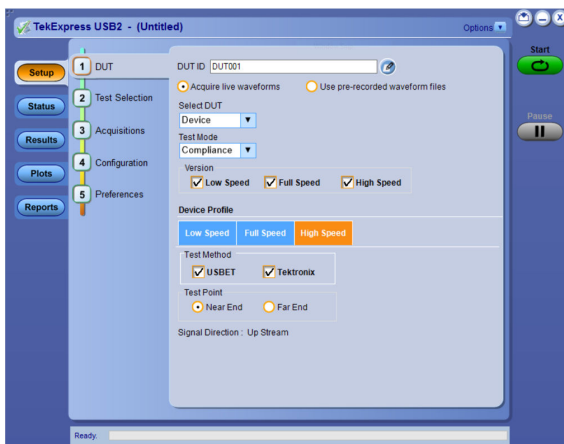 TekExpress USB2 - (Untitled)
Options
Start
Pause
Setup
Status
Results
Plots
Reports
1 DUT
2 Test Selection
3 Acquisitions
4 Configuration
5 Preferences
DUT ID DUT001
Acquire live waveforms Use pre-recorded waveform files
Select DUT
Device
Test Mode
Compliance
Version
Low Speed Full Speed High Speed
Device Profile
Low Speed Full Speed High Speed
Test Method
USBET Tektronix
Test Point
Near End Far End
Signal Direction : Up Stream
Ready.